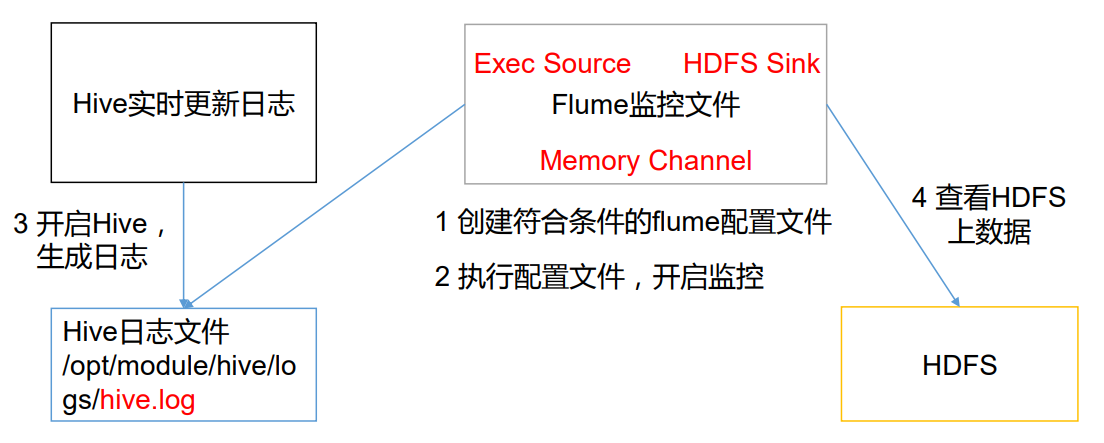 Hive实时更新日志
Exec Source
HDFS Sink
Flume监控文件
Memory Channel
3 开启Hive，
生成日志
1 创建符合条件的flume配置文件
2 执行配置文件，开启监控
4 查看HDFS
上数据
Hive日志文件
/opt/module/hive/lo
gs/hive.log
HDFS